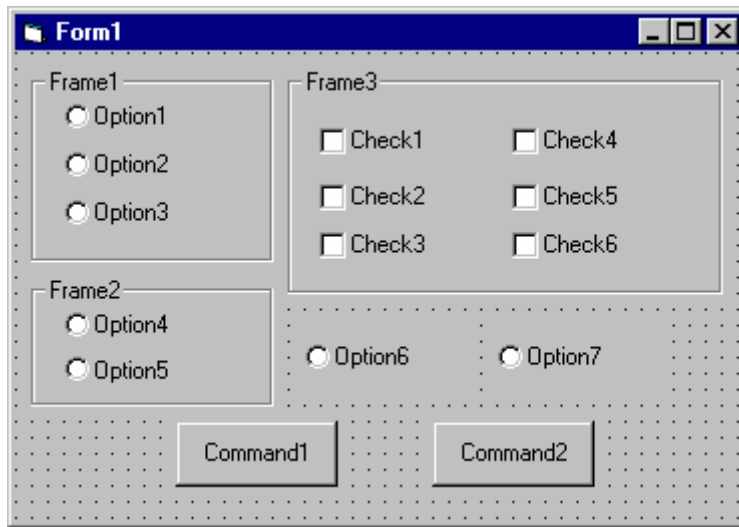 Form1
Frame1
Option1
Option2
Option3
Frame2
Option4
Option5
Frame3
Check1
Check2
Check3
Check4
Check5
Check6
Option6
Option7
Command1
Command2